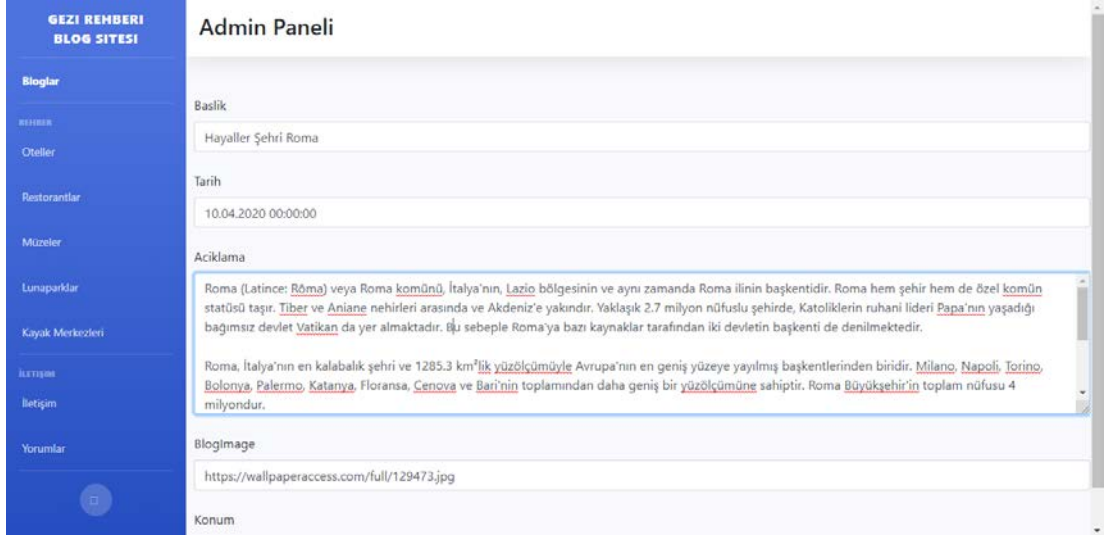 GEZI REHBERI
BLOG SITESI
Bloglar
REHBER
Oteller
Restorantlar
Müzeler
Lunaparklar
Kayak Merkezleri
İLETIŞIM
İletişim
Yorumlar
Admin Paneli
Baslik
Hayaller Şehri Roma
Tarih
10.04.2020 00:00:00
Aciklama
Roma (Latince: Rōma) veya Roma komünü, İtalya'nın, Lazio bölgesinin ve aynı zamanda Roma ilinin başkentidir. Roma hem şehir hem de özel komün
statüsü taşır. Tiber ve Aniane nehirleri arasında ve Akdeniz'e yakındır. Yaklaşık 2.7 milyon nüfuslu şehirde, Katoliklerin ruhani lideri Papa'nın yaşadığı
bağımsız devlet Vatikan da yer almaktadır. Bu sebeple Roma'ya bazı kaynaklar tarafından iki devletin başkenti de denilmektedir.
Roma, İtalya'nın en kalabalık şehri ve 1285.3 km²lik yüzölçümüyle Avrupa'nın en geniş yüzeye yayılmış başkentlerinden biridir. Milano, Napoli, Torino,
Bolonya, Palermo, Katanya, Floransa, Cenova ve Bari'nin toplamından daha geniş bir yüzölçümüne sahiptir. Roma Büyükşehir'in toplam nüfusu 4
milyondur.
BlogImage
https://wallpaperaccess.com/full/129473.jpg
Konum